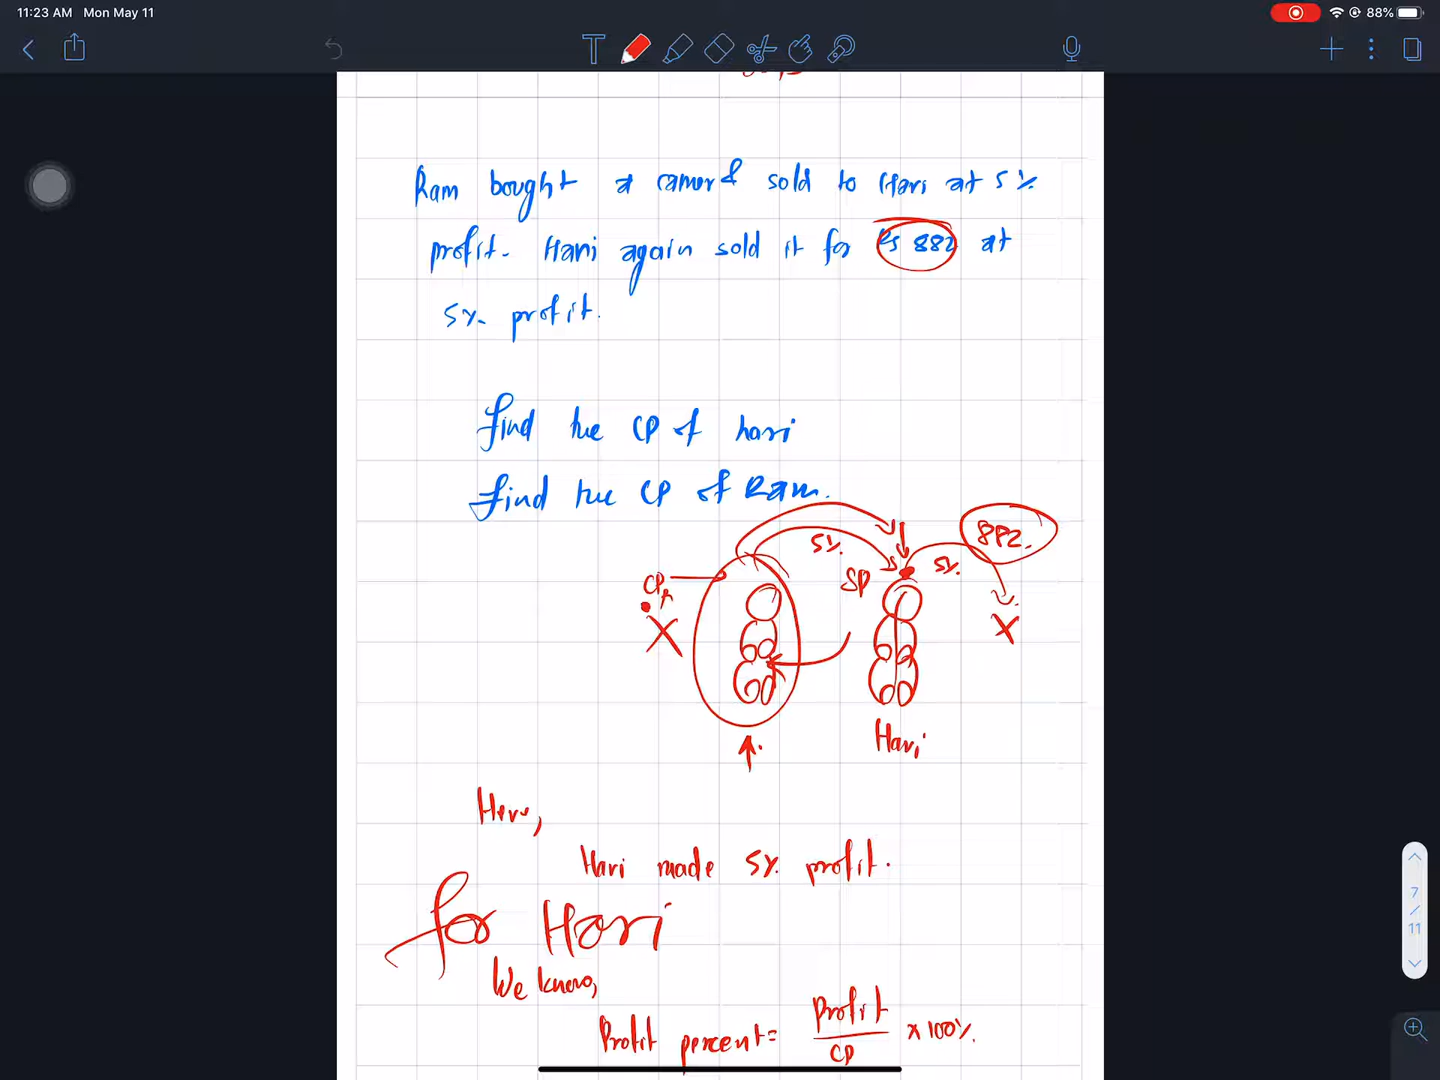 11:23 AM Mon May 11
88%
Ram bought a camera & sold to Hari at 5%
profit. Hari again sold it for Rs 882 at
5% profit.
find the CP of hari
find the CP of Ram.
882.
5%.
5%.
CP
SP
X
X
Hari
Here,
Hari made 5% profit.
for Hari
We know,
Profit percent = Profit / CP x 100%.
7
/
11